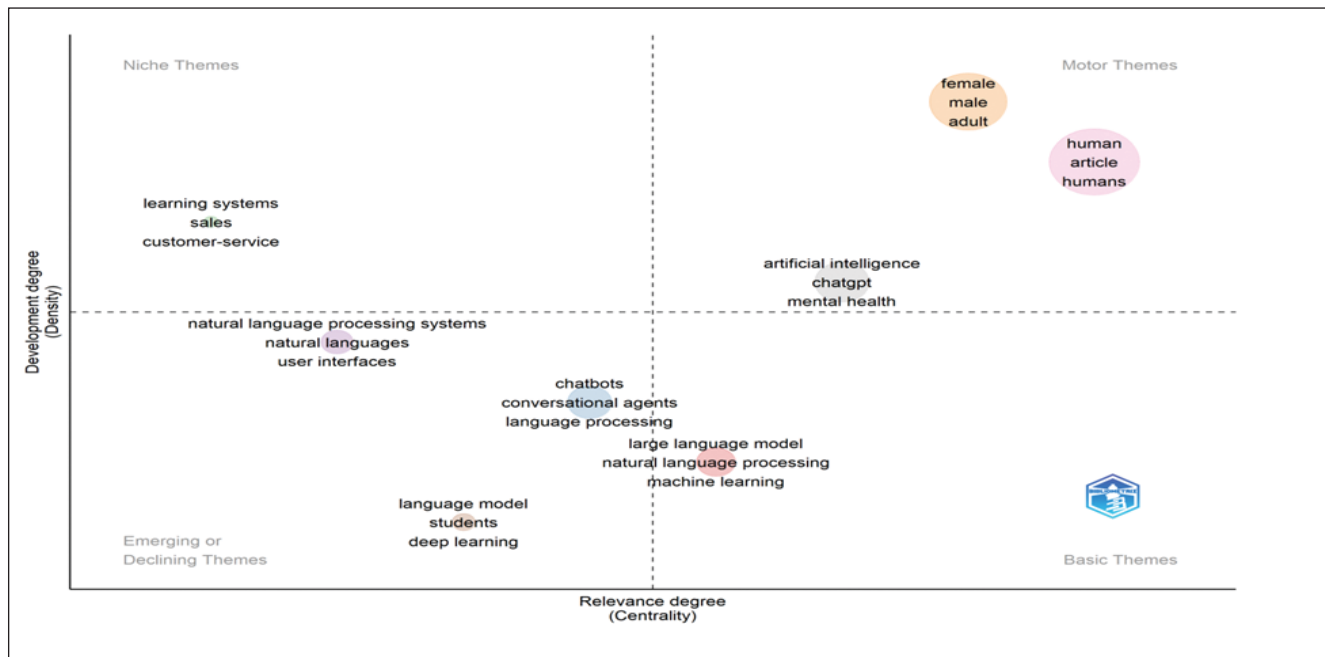 Niche Themes
Motor Themes
female
male
adult
human
article
humans
learning systems
sales
customer-service
artificial intelligence
chatgpt
mental health
Development degree
(Density)
natural language processing systems
natural languages
user interfaces
chatbots
conversational agents
language processing
large language model
natural language processing
machine learning
language model
students
deep learning
Emerging or
Declining Themes
Basic Themes
Relevance degree
(Centrality)